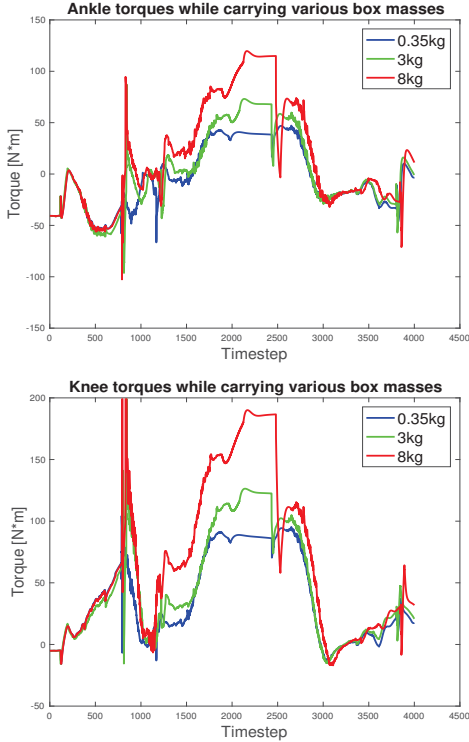 Ankle torques while carrying various box masses
150
100
50
0
-50
-100
-150
Torque [N*m]
0.35kg
3kg
8kg
0 500 1000 1500 2000 2500 3000 3500 4000 4500
Timestep
Knee torques while carrying various box masses
200
150
100
50
0
-50
Torque [N*m]
0.35kg
3kg
8kg
0 500 1000 1500 2000 2500 3000 3500 4000 4500
Timestep